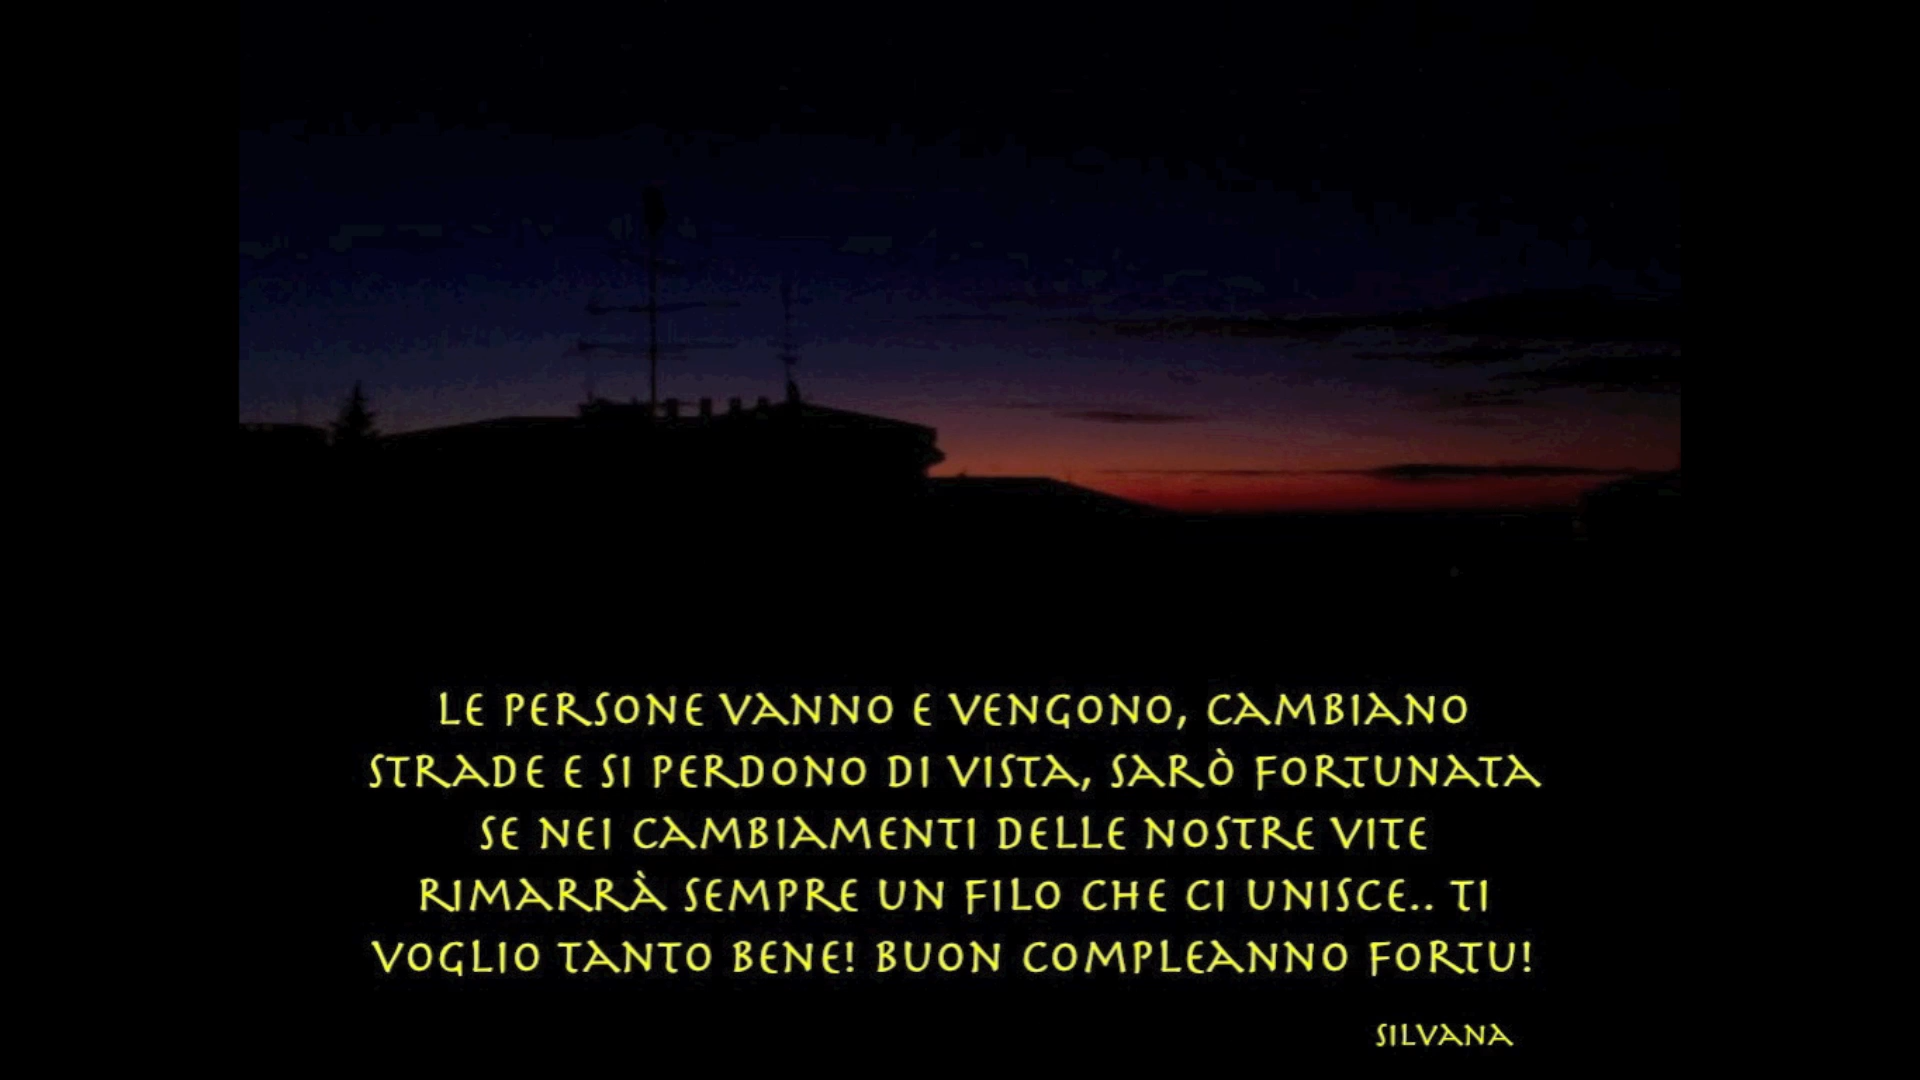 LE PERSONE VANNO E VENGONO, CAMBIANO
STRADE E SI PERDONO DI VISTA, SARÒ FORTUNATA
SE NEI CAMBIAMENTI DELLE NOSTRE VITE
RIMARRÀ SEMPRE UN FILO CHE CI UNISCE.. TI
VOGLIO TANTO BENE! BUON COMPLEANNO FORTU!
SILVANA